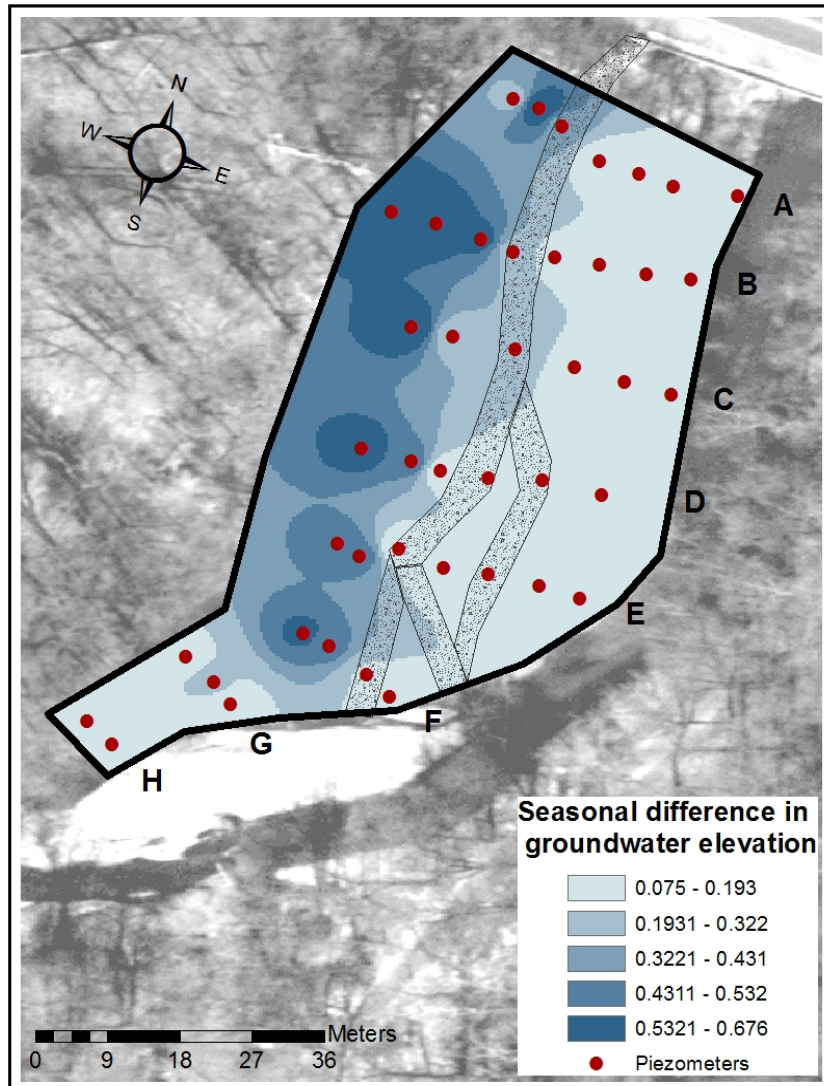 N
W
E
S
A
B
C
D
E
F
G
H
Seasonal difference in
groundwater elevation
0.075 - 0.193
0.1931 - 0.322
0.3221 - 0.431
0.4311 - 0.532
0.5321 - 0.676
Piezometers
Meters
0 9 18 27 36